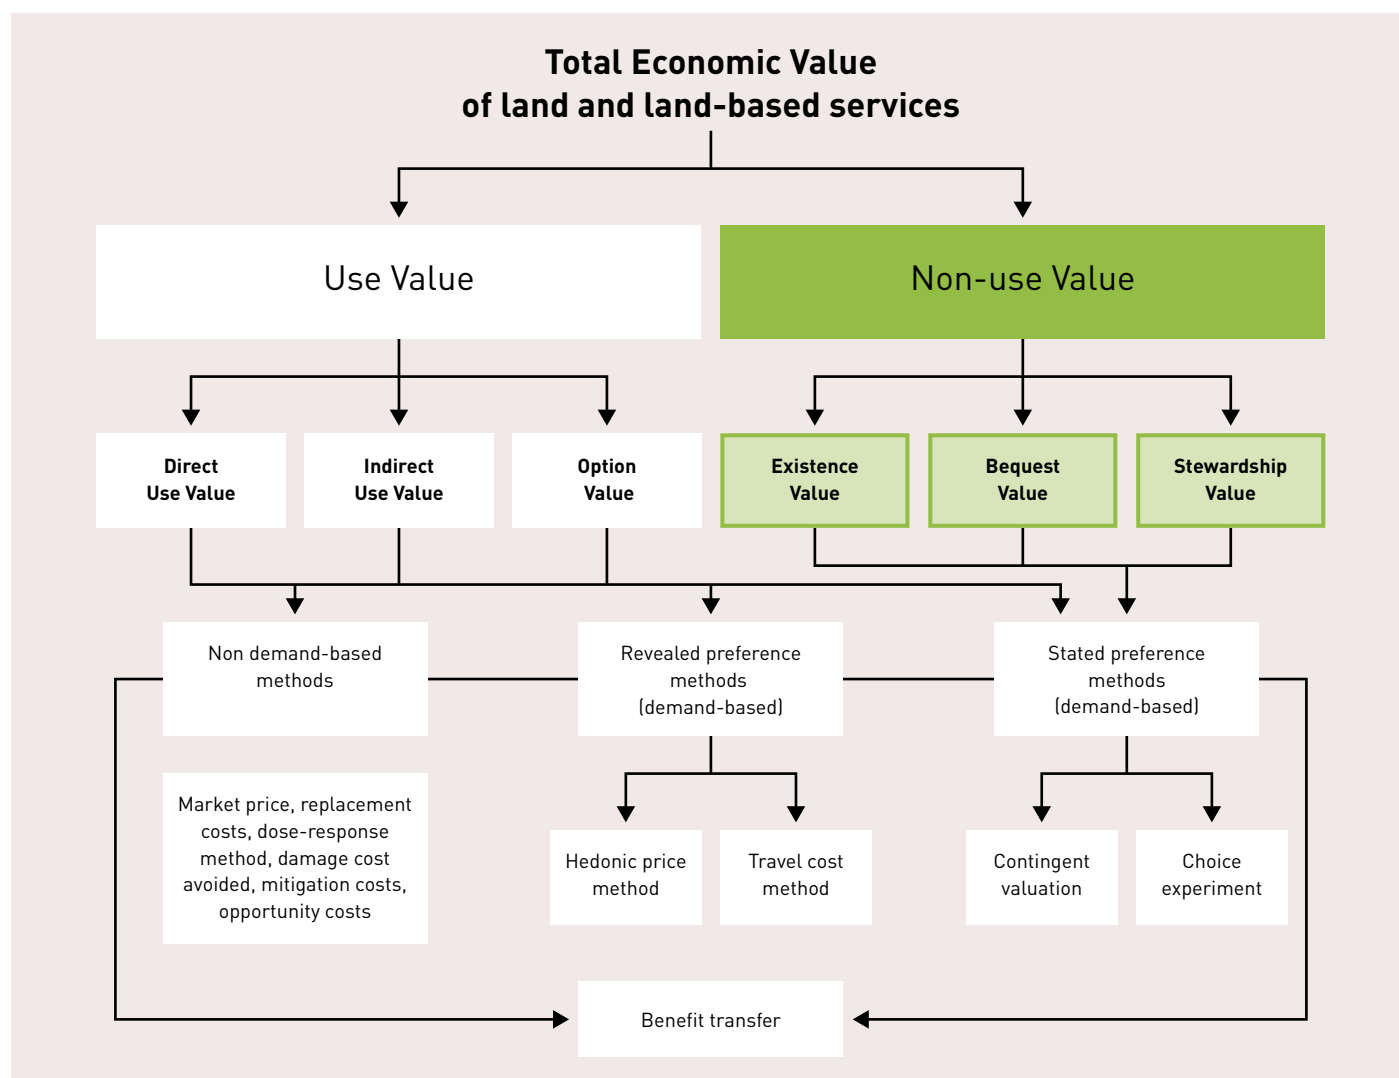 Total Economic Value
of land and land-based services
Use Value
Non-use Value
Direct
Use Value
Indirect
Use Value
Option
Value
Existence
Value
Bequest
Value
Stewardship
Value
Non demand-based
methods
Revealed preference
methods
(demand-based)
Stated preference
methods
(demand-based)
Market price, replacement
costs, dose-response
method, damage cost
avoided, mitigation costs,
opportunity costs
Hedonic price
method
Travel cost
method
Contingent
valuation
Choice
experiment
Benefit transfer